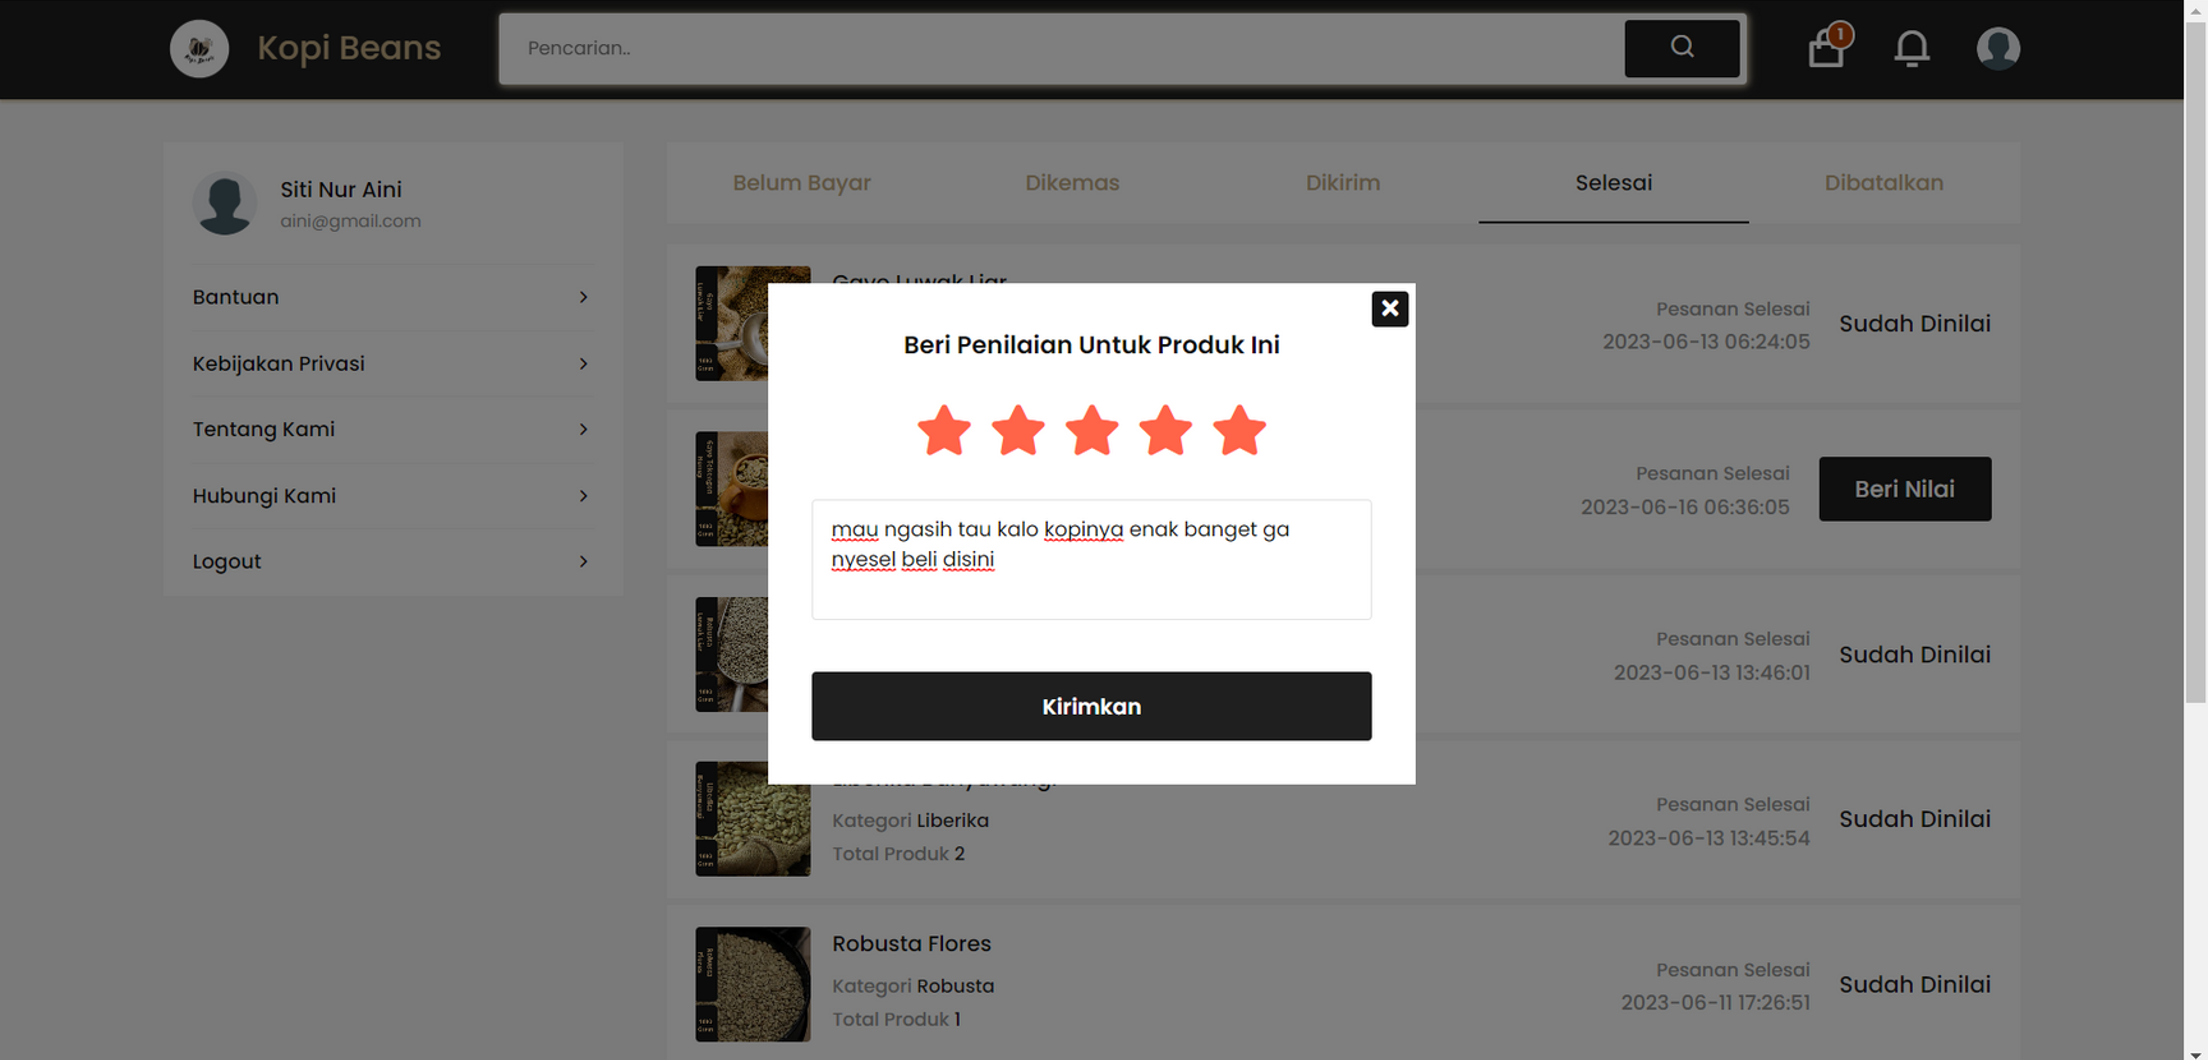 Kopi Beans
Pencarian..
1
Siti Nur Aini
aini@gmail.com
Bantuan
Kebijakan Privasi
Tentang Kami
Hubungi Kami
Logout
Belum Bayar
Dikemas
Dikirim
Selesai
Dibatalkan
Gayo Luwak Liar
Pesanan Selesai
2023-06-13 06:24:05
Sudah Dinilai
Pesanan Selesai
2023-06-16 06:36:05
Beri Nilai
Pesanan Selesai
2023-06-13 13:46:01
Sudah Dinilai
Beri Penilaian Untuk Produk Ini
mau ngasih tau kalo kopinya enak banget ga
nyesel beli disini
Kirimkan
Kategori Liberika
Total Produk 2
Pesanan Selesai
2023-06-13 13:45:54
Sudah Dinilai
Robusta Flores
Kategori Robusta
Total Produk 1
Pesanan Selesai
2023-06-11 17:26:51
Sudah Dinilai